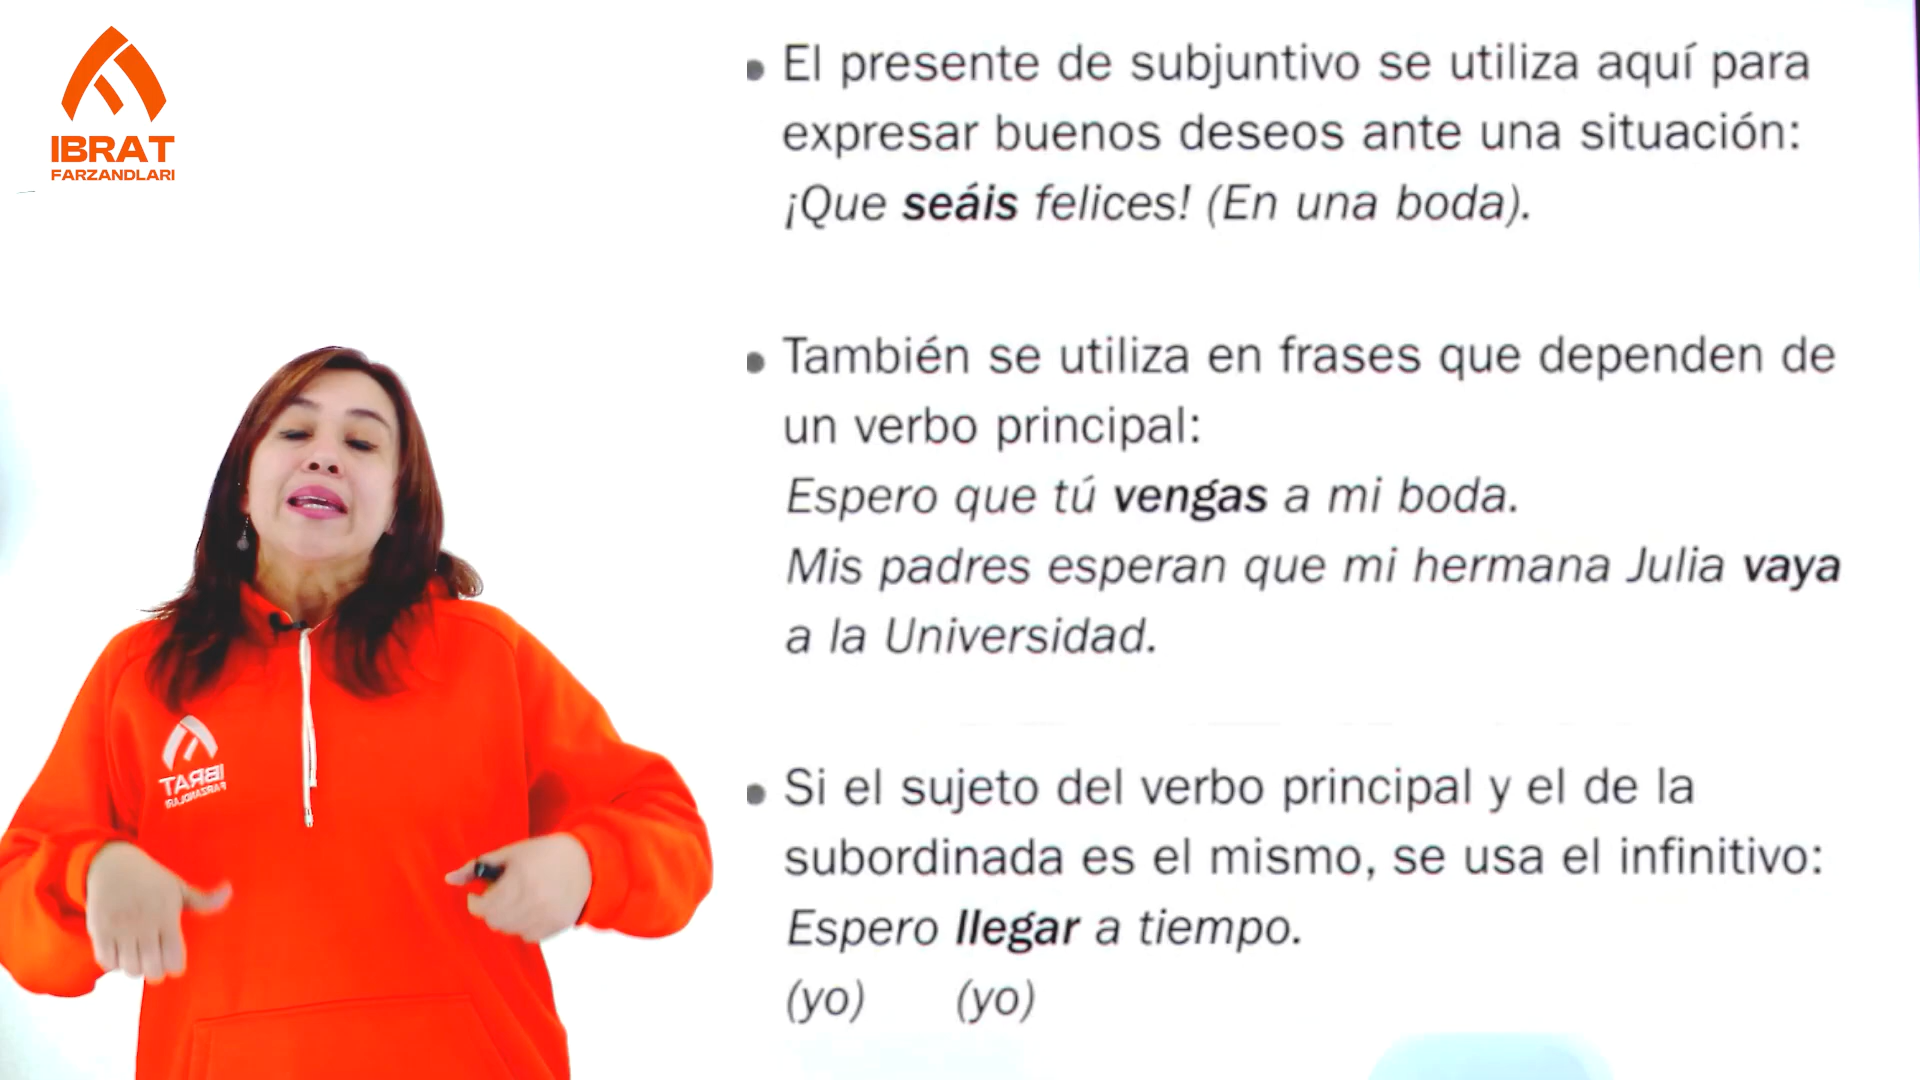 IBRAT
FARZANDLARI
El presente de subjuntivo se utiliza aquí para
expresar buenos deseos ante una situación:
¡Que seáis felices! (En una boda).
También se utiliza en frases que dependen de
un verbo principal:
Espero que tú vengas a mi boda.
Mis padres esperan que mi hermana Julia vaya
a la Universidad.
Si el sujeto del verbo principal y el de la
subordinada es el mismo, se usa el infinitivo:
Espero llegar a tiempo.
(yo) (yo)
IBRAT
FARZANDLARI